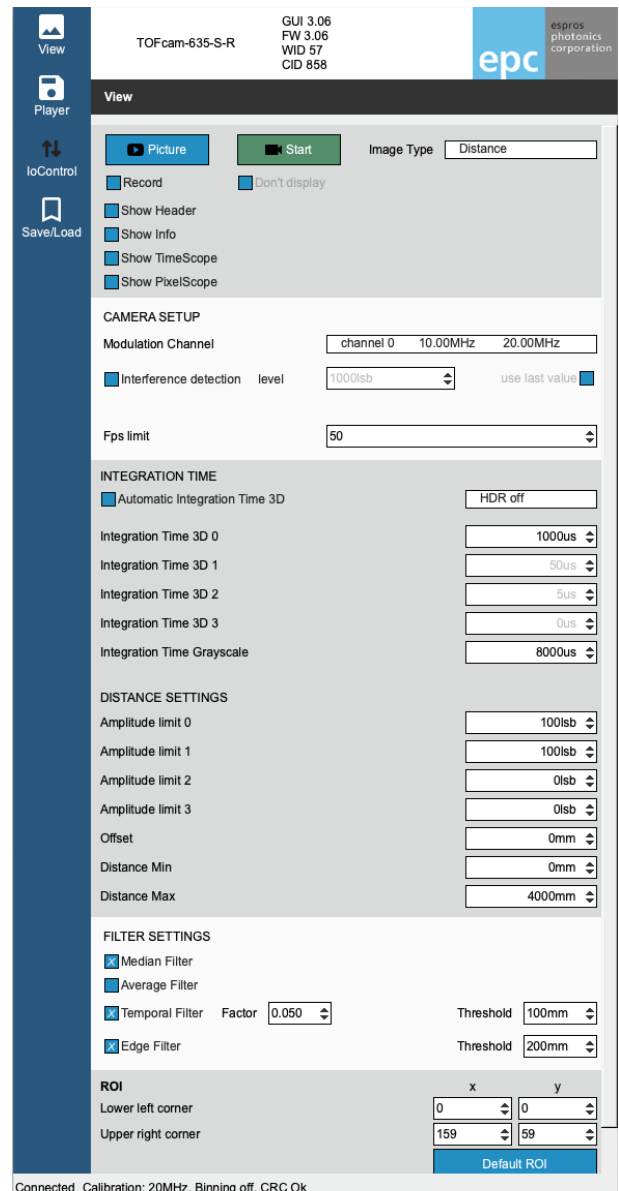 View
TOFcam-635-S-R
GUI 3.06
FW 3.06
WID 57
CID 858
epc
espros
photonics
corporation
Player
View
IoControl
Save/Load
Picture
Start
Image Type
Distance
Record
Don't display
Show Header
Show Info
Show TimeScope
Show PixelScope
CAMERA SETUP
Modulation Channel
channel 0 10.00MHz 20.00MHz
Interference detection level 1000lsb use last value
Fps limit 50
INTEGRATION TIME
Automatic Integration Time 3D HDR off
Integration Time 3D 0 1000us
Integration Time 3D 1 50us
Integration Time 3D 2 5us
Integration Time 3D 3 0us
Integration Time Grayscale 8000us
DISTANCE SETTINGS
Amplitude limit 0 100lsb
Amplitude limit 1 100lsb
Amplitude limit 2 0lsb
Amplitude limit 3 0lsb
Offset 0mm
Distance Min 0mm
Distance Max 4000mm
FILTER SETTINGS
X Median Filter
Average Filter
X Temporal Filter Factor 0.050 Threshold 100mm
X Edge Filter Threshold 200mm
ROI x y
Lower left corner 0 0
Upper right corner 159 59
Default ROI
Connected Calibration: 20MHz, Binning off, CRC Ok